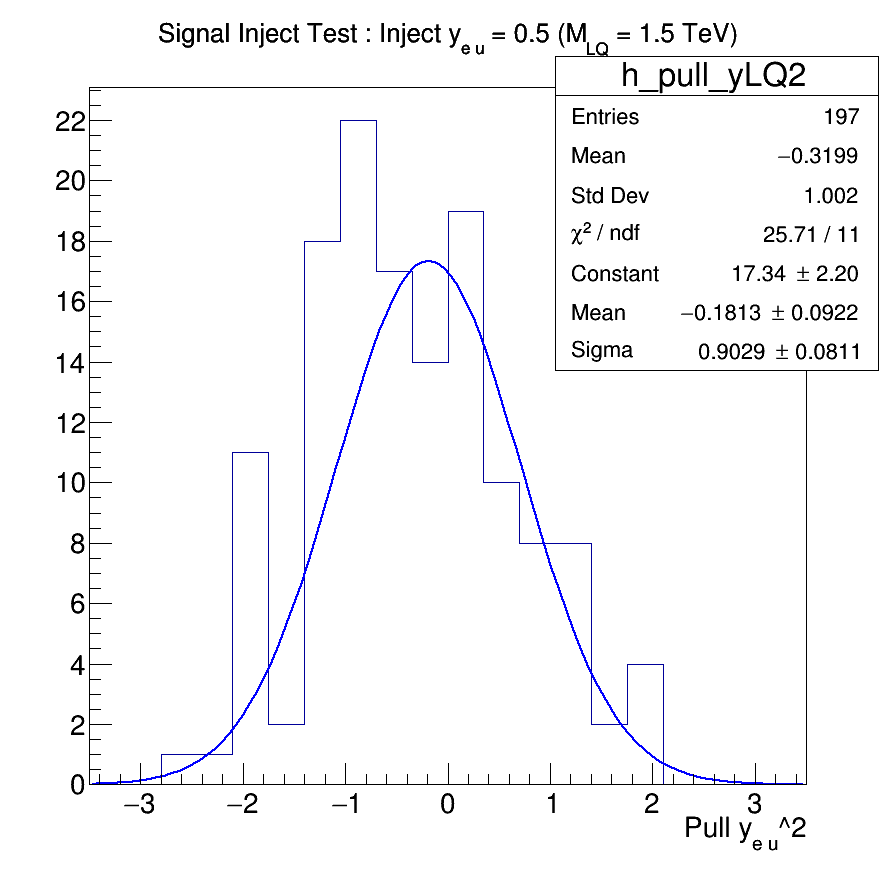 Signal Inject Test : Inject y_{e u} = 0.5 (M_{LQ} = 1.5 TeV)
h_pull_yLQ2
Entries 197
Mean −0.3199
Std Dev 1.002
χ² / ndf 25.71 / 11
Constant 17.34 ± 2.20
Mean −0.1813 ± 0.0922
Sigma 0.9029 ± 0.0811
22
20
18
16
14
12
10
8
6
4
2
0
−3 −2 −1 0 1 2 3
Pull y_{e u}^2